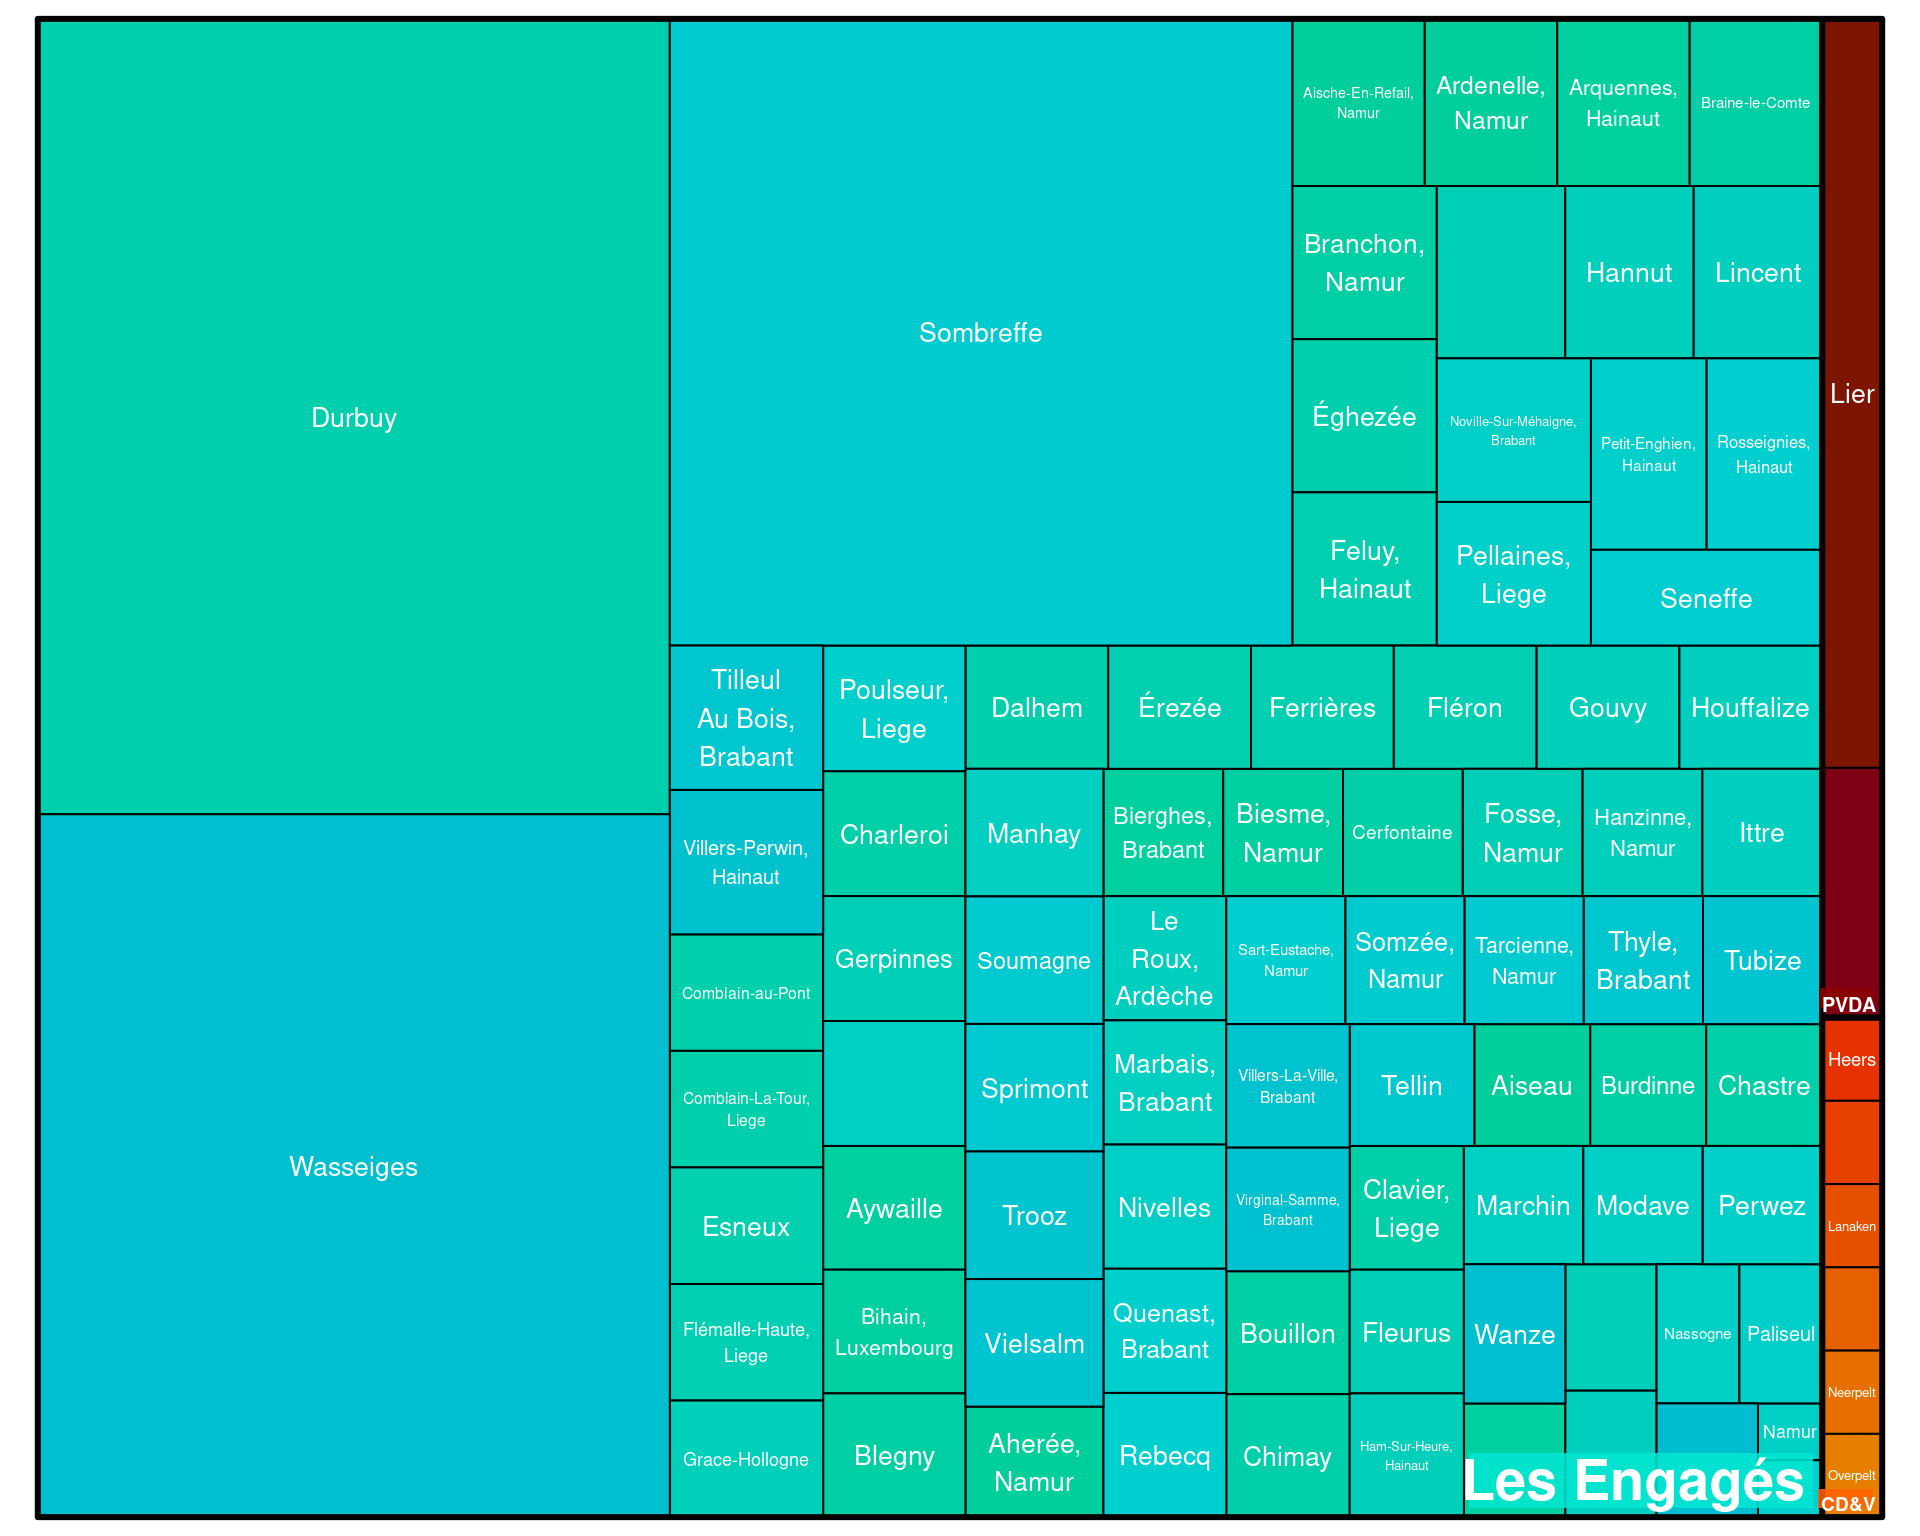 Durbuy
Wasseiges
Sombreffe
Aische-En-Refail,
Namur
Ardenelle,
Namur
Arquennes,
Hainaut
Braine-le-Comte
Branchon,
Namur
Hannut
Lincent
Éghezée
Noville-Sur-Méhaigne,
Brabant
Petit-Enghien,
Hainaut
Rosseignies,
Hainaut
Feluy,
Hainaut
Pellaines,
Liege
Seneffe
Tilleul
Au Bois,
Brabant
Poulseur,
Liege
Dalhem
Érezée
Ferrières
Fléron
Gouvy
Houffalize
Villers-Perwin,
Hainaut
Charleroi
Manhay
Bierghes,
Brabant
Biesme,
Namur
Cerfontaine
Fosse,
Namur
Hanzinne,
Namur
Ittre
Comblain-au-Pont
Gerpinnes
Soumagne
Le
Roux,
Ardèche
Sart-Eustache,
Namur
Somzée,
Namur
Tarcienne,
Namur
Thyle,
Brabant
Tubize
Comblain-La-Tour,
Liege
Sprimont
Marbais,
Brabant
Villers-La-Ville,
Brabant
Tellin
Aiseau
Burdinne
Chastre
Esneux
Aywaille
Trooz
Nivelles
Virginal-Samme,
Brabant
Clavier,
Liege
Marchin
Modave
Perwez
Flémalle-Haute,
Liege
Bihain,
Luxembourg
Vielsalm
Quenast,
Brabant
Bouillon
Fleurus
Wanze
Nassogne
Paliseul
Grace-Hollogne
Blegny
Aherée,
Namur
Rebecq
Chimay
Ham-Sur-Heure,
Hainaut
Namur
Les Engagés
Lier
PVDA
Heers
Lanaken
Neerpelt
Overpelt
CD&V